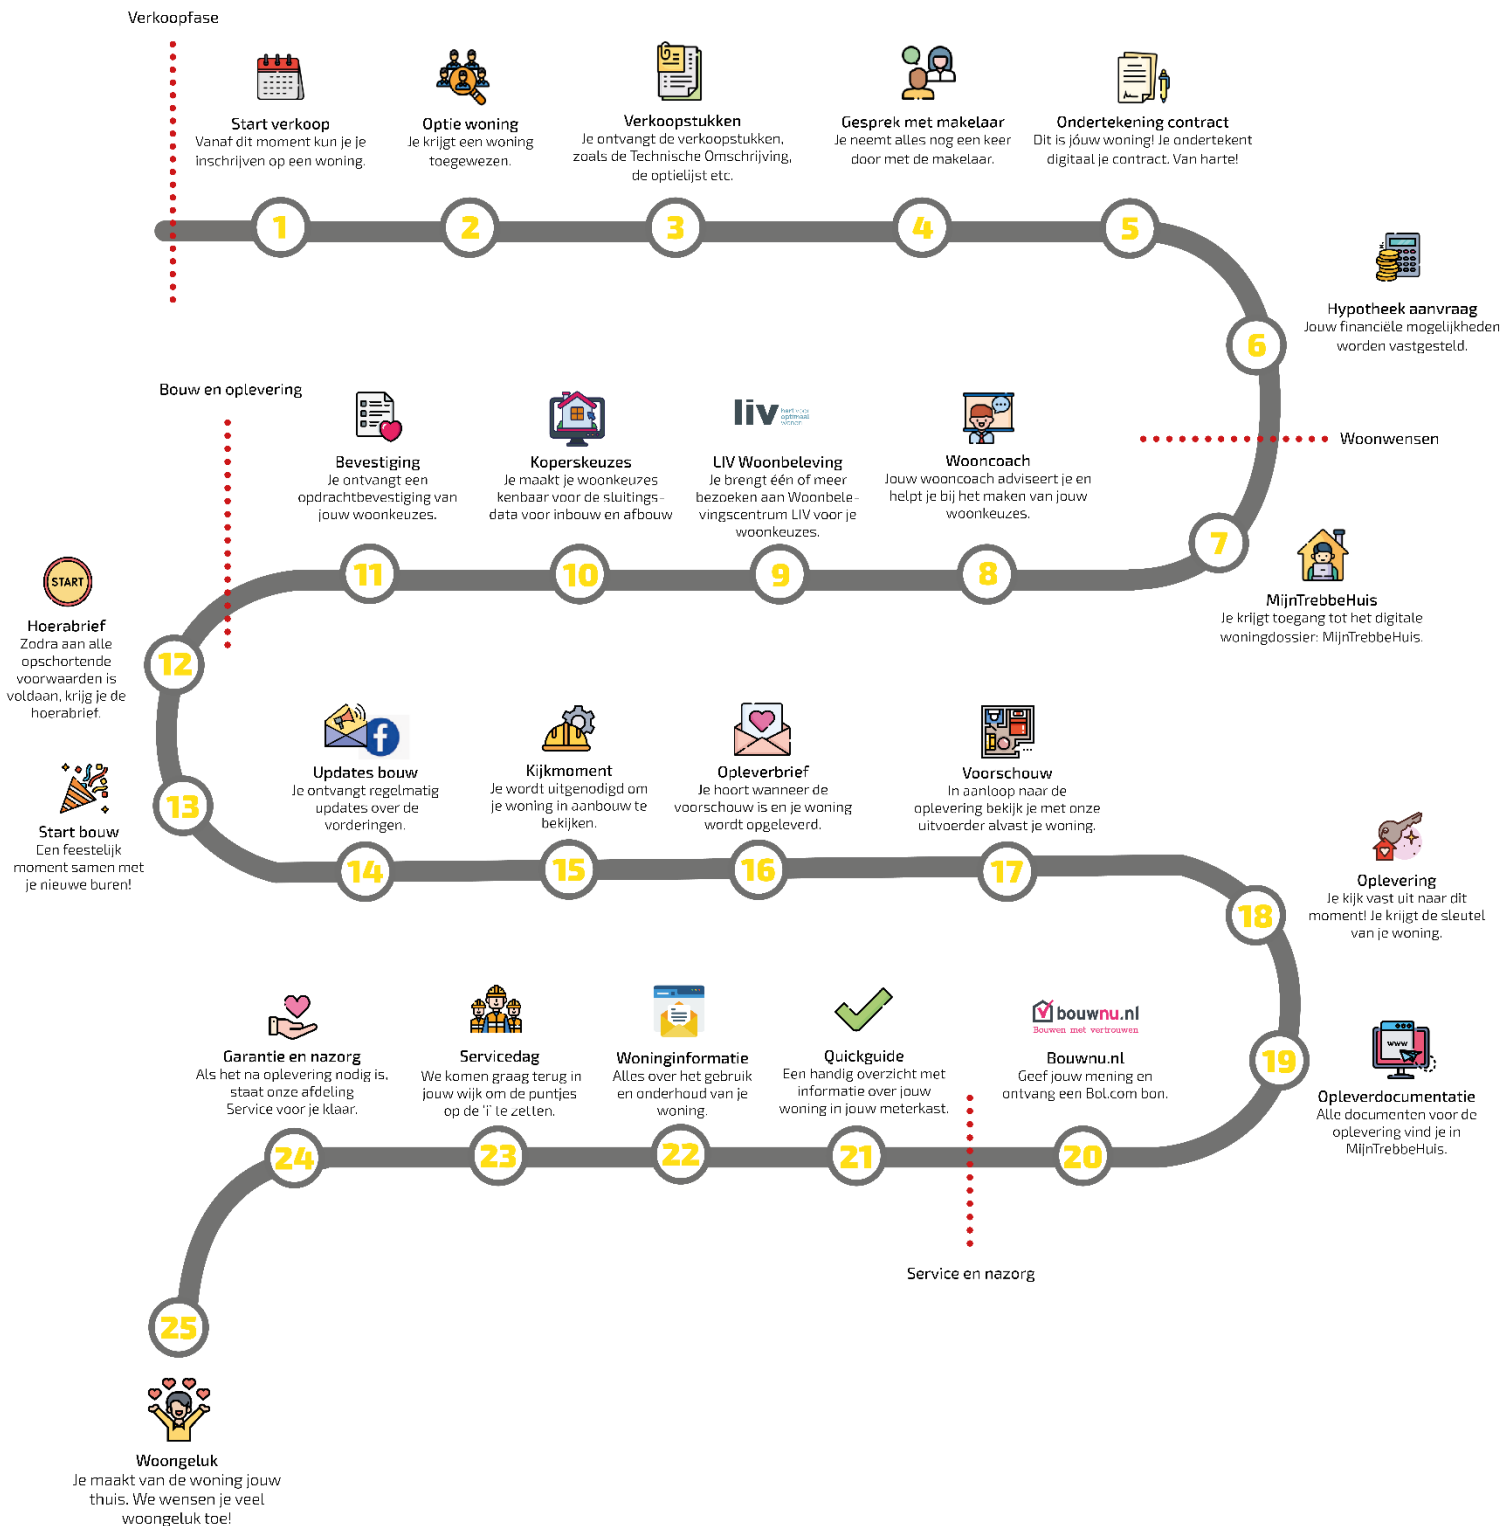 Verkoopfase
Start verkoop
Vanaf dit moment kun je je
inschrijven op een woning.
1
Optie woning
Je krijgt een woning
toegewezen.
2
Verkoopstukken
Je ontvangt de verkoopstukken,
zoals de Technische Omschrijving,
de optielijst etc.
3
Gesprek met makelaar
Je neemt alles nog een keer
door met de makelaar.
4
Ondertekening contract
Dit is jóuw woning! Je ondertekent
digitaal je contract. Van harte!
5
Hypotheek aanvraag
Jouw financiële mogelijkheden
worden vastgesteld.
6
Woonwensen
MijnTrebbeHuis
Je krijgt toegang tot het digitale
woningdossier: MijnTrebbeHuis.
7
Wooncoach
Jouw wooncoach adviseert je en
helpt je bij het maken van jouw
woonkeuzes.
8
liv
hart voor
optimaal
wonen
LIV Woonbeleving
Je brengt één of meer
bezoeken aan Woonbele-
vingscentrum LIV voor je
woonkeuzes.
9
Koperskeuzes
Je maakt je woonkeuzes
kenbaar voor de sluitings-
data voor inbouw en afbouw
10
Bevestiging
Je ontvangt een
opdrachtbevestiging van
jouw woonkeuzes.
11
Bouw en oplevering
START
Hoerabrief
Zodra aan alle
opschortende
voorwaarden is
voldaan, krijg je de
hoerabrief.
12
Start bouw
Een feestelijk
moment samen met
je nieuwe buren!
13
f
Updates bouw
Je ontvangt regelmatig
updates over de
vorderingen.
14
Kijkmoment
Je wordt uitgenodigd om
je woning in aanbouw te
bekijken.
15
Opleverbrief
Je hoort wanneer de
voorschouw is en je woning
wordt opgeleverd.
16
Voorschouw
In aanloop naar de
oplevering bekijk je met onze
uitvoerder alvast je woning.
17
Oplevering
Je kijk vast uit naar dit
moment! Je krijgt de sleutel
van je woning.
18
www
Opleverdocumentatie
Alle documenten voor de
oplevering vind je in
MijnTrebbeHuis.
19
bouwnu.nl
Bouwen met vertrouwen
Bouwnu.nl
Geef jouw mening en
ontvang een Bol.com bon.
20
Service en nazorg
Quickguide
Een handig overzicht met
informatie over jouw
woning in jouw meterkast.
21
Woninginformatie
Alles over het gebruik
en onderhoud van je
woning.
22
Servicedag
We komen graag terug in
jouw wijk om de puntjes
op de 'i' te zetten.
23
Garantie en nazorg
Als het na oplevering nodig is,
staat onze afdeling
Service voor je klaar.
24
25
Woongeluk
Je maakt van de woning jouw
thuis. We wensen je veel
woongeluk toe!